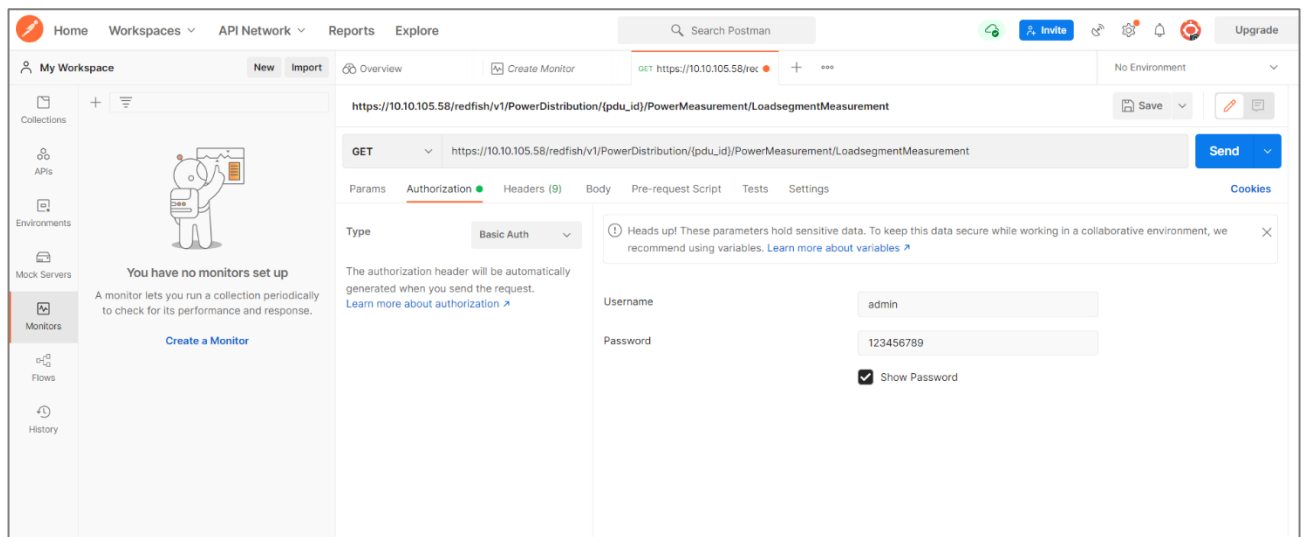 Home Workspaces API Network Reports Explore Search Postman Invite Upgrade
My Workspace New Import Overview Create Monitor GET https://10.10.105.58/rec No Environment
Collections
APIs
Environments
Mock Servers
Monitors
Flows
History
You have no monitors set up
A monitor lets you run a collection periodically
to check for its performance and response.
Create a Monitor
https://10.10.105.58/redfish/v1/PowerDistribution/{pdu_id}/PowerMeasurement/LoadsegmentMeasurement Save
GET https://10.10.105.58/redfish/v1/PowerDistribution/{pdu_id}/PowerMeasurement/LoadsegmentMeasurement Send
Params Authorization Headers (9) Body Pre-request Script Tests Settings Cookies
Type Basic Auth
The authorization header will be automatically
generated when you send the request.
Learn more about authorization ↗
Heads up! These parameters hold sensitive data. To keep this data secure while working in a collaborative environment, we
recommend using variables. Learn more about variables ↗
Username admin
Password 123456789
Show Password